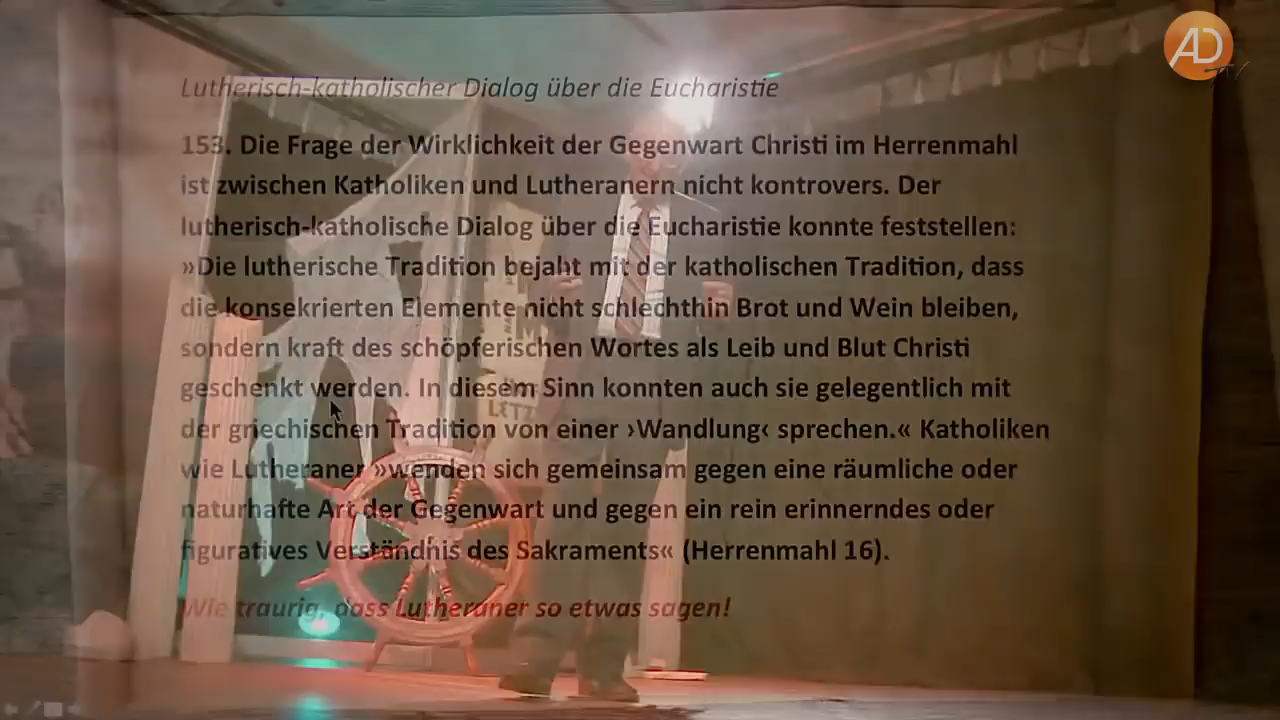 AD
TV
Lutherisch-katholischer Dialog über die Eucharistie
153. Die Frage der Wirklichkeit der Gegenwart Christi im Herrenmahl
ist zwischen Katholiken und Lutheranern nicht kontrovers. Der
lutherisch-katholische Dialog über die Eucharistie konnte feststellen:
»Die lutherische Tradition bejaht mit der katholischen Tradition, dass
die konsekrierten Elemente nicht schlechthin Brot und Wein bleiben,
sondern kraft des schöpferischen Wortes als Leib und Blut Christi
geschenkt werden. In diesem Sinn konnten auch sie gelegentlich mit
der griechischen Tradition von einer ›Wandlung‹ sprechen.« Katholiken
wie Lutheraner »wenden sich gemeinsam gegen eine räumliche oder
naturhafte Art der Gegenwart und gegen ein rein erinnerndes oder
figuratives Verständnis des Sakraments« (Herrenmahl 16).
Wie traurig, dass Lutheraner so etwas sagen!
LETZ